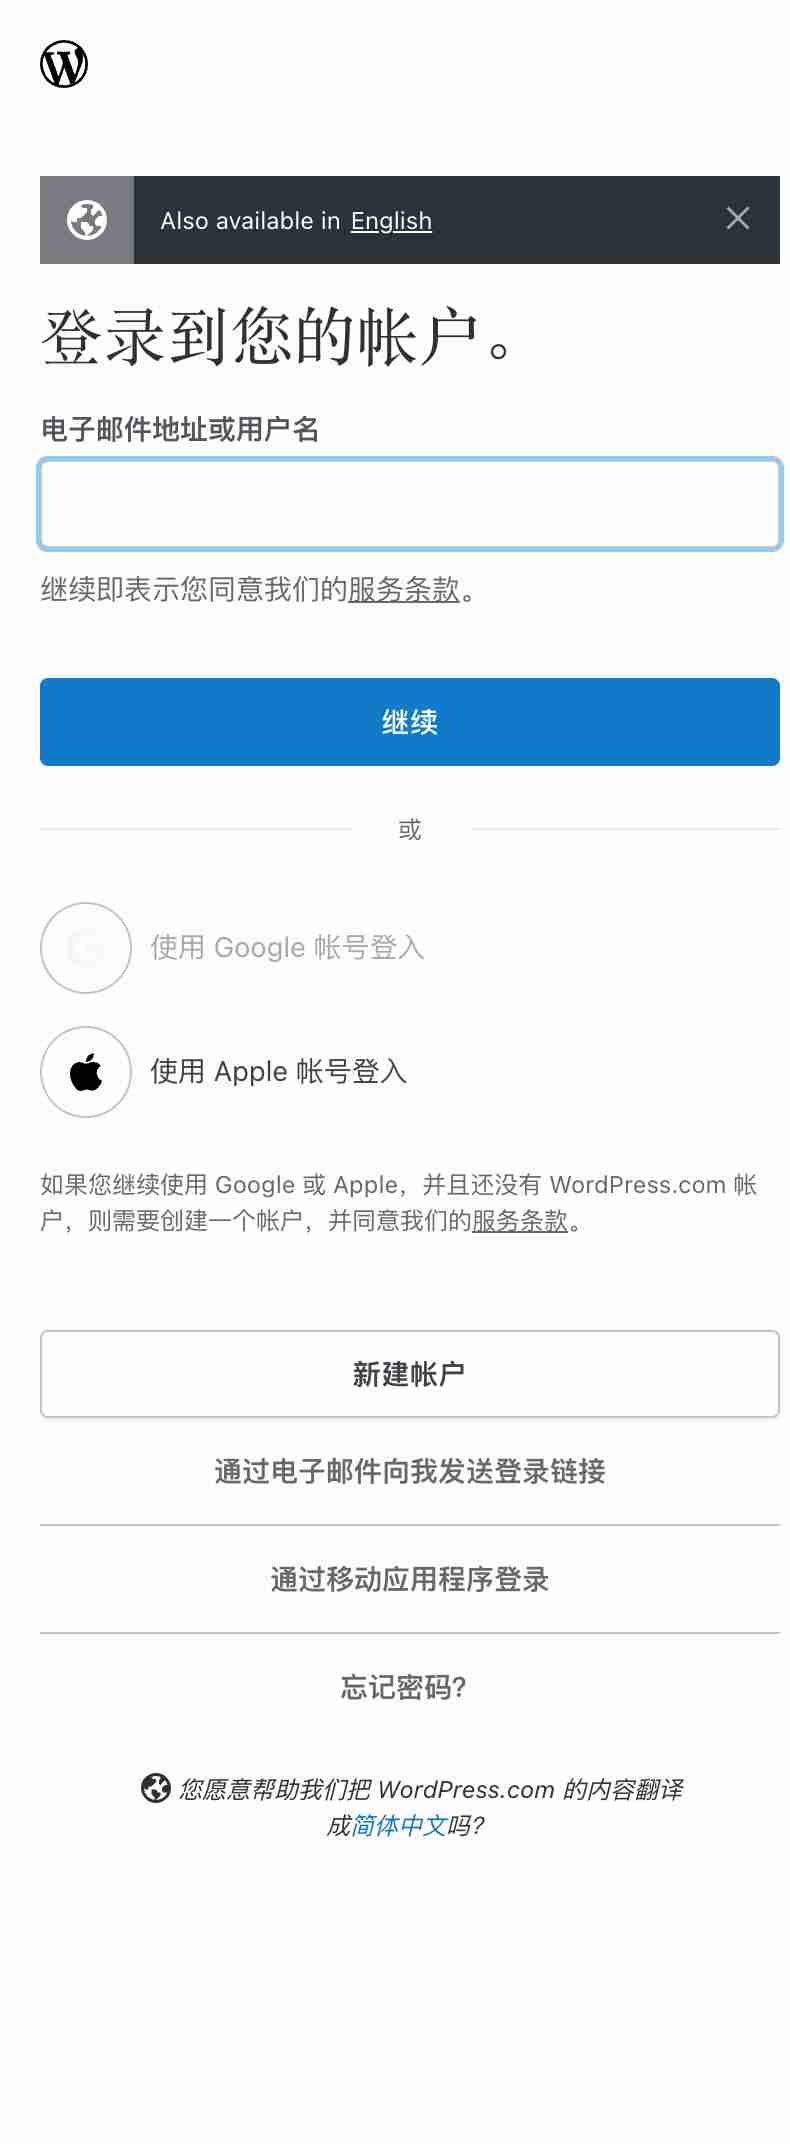 Also available in English
登录到您的帐户。
电子邮件地址或用户名
继续即表示您同意我们的服务条款。
继续
或
使用 Google 帐号登入
使用 Apple 帐号登入
如果您继续使用 Google 或 Apple，并且还没有 WordPress.com 帐
户，则需要创建一个帐户，并同意我们的服务条款。
新建帐户
通过电子邮件向我发送登录链接
通过移动应用程序登录
忘记密码?
您愿意帮助我们把 WordPress.com 的内容翻译
成简体中文吗?